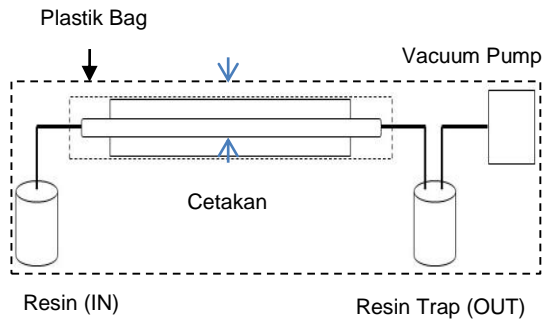 Plastik Bag
Vacuum Pump
Cetakan
Resin (IN)
Resin Trap (OUT)